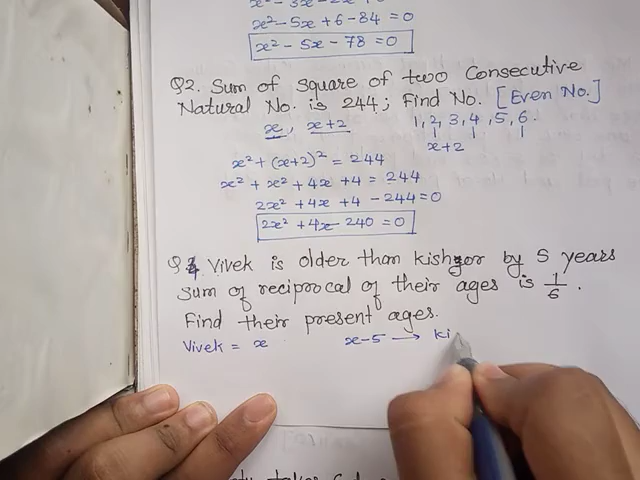 x² - 5x + 6 - 84 = 0
x² - 5x - 78 = 0
Q2. Sum of square of two Consecutive
Natural No. is 244; Find No. [Even No.]
x, x+2 1, 2, 3, 4, 5, 6.
x+2
x² + (x+2)² = 244
x² + x² + 4x + 4 = 244
2x² + 4x + 4 - 244 = 0
2x² + 4x - 240 = 0
Q4 Vivek is older than kishor by 5 years
Sum of reciprocal of their ages is 1/6.
Find their present ages.
Vivek = x x-5 → ki